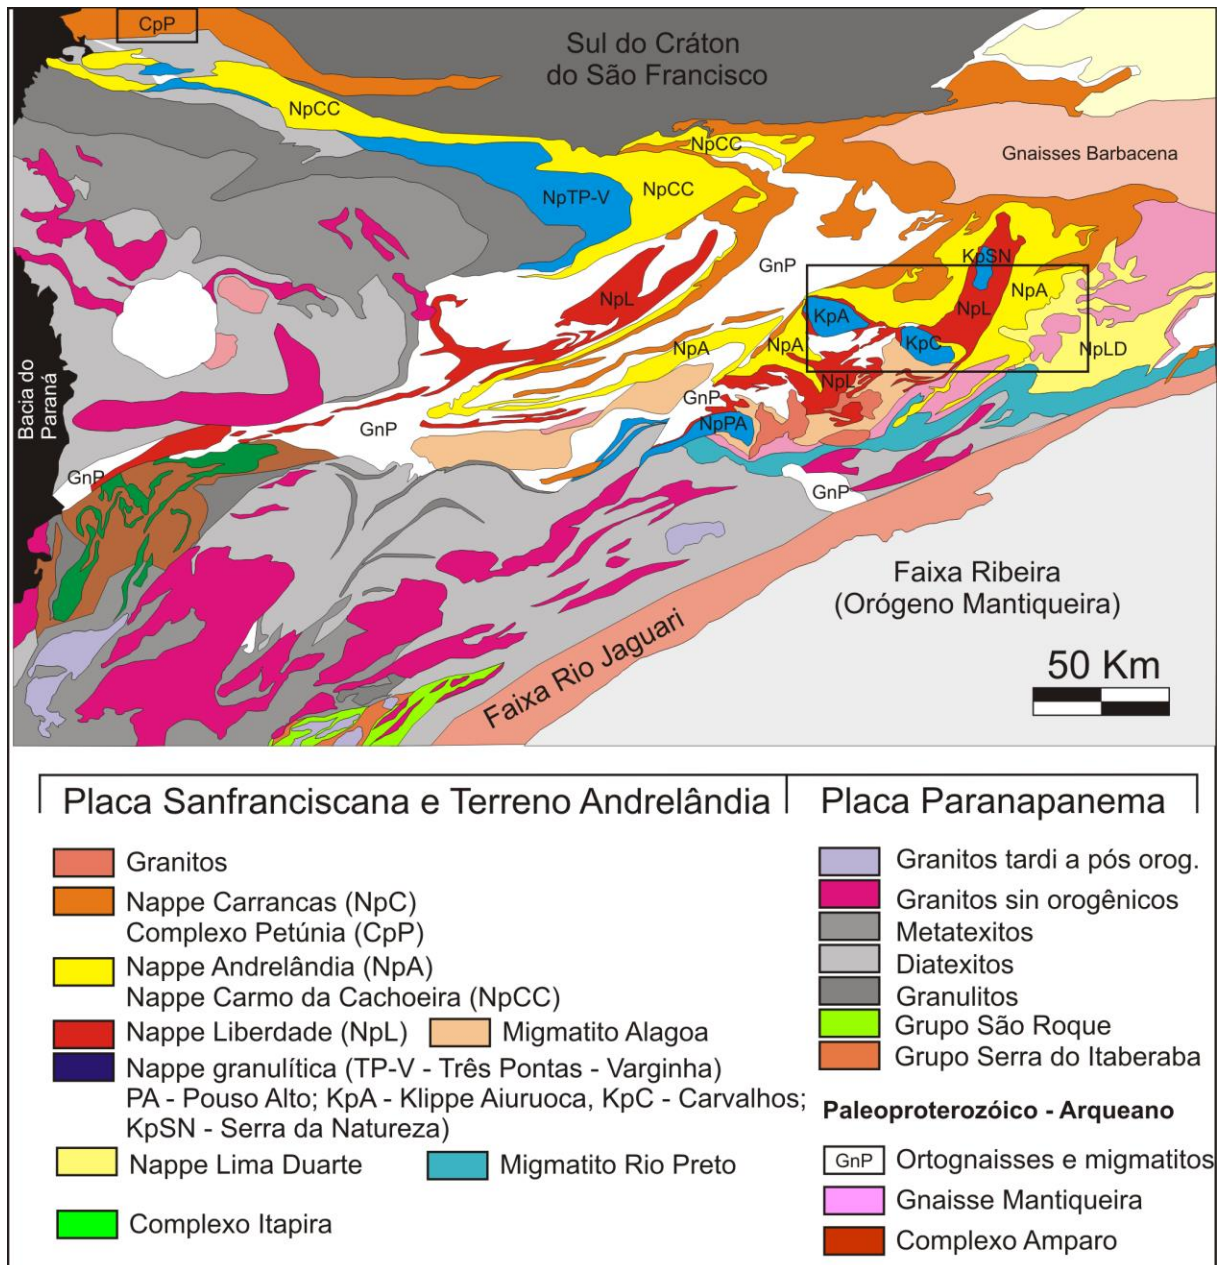 CpP
Sul do Cráton
do São Francisco
NpCC
NpCC
Gnaisses Barbacena
NpTP-V
NpCC
GnP
KpSN
NpA
NpL
KpA
NpL
KpC
NpA
NpA
NpLD
NpL
Bacia do
Paraná
GnP
GnP
NpPA
GnP
GnP
Faixa Ribeira
(Orógeno Mantiqueira)
Faixa Rio Jaguari
50 Km
Placa Sanfranciscana e Terreno Andrelândia
Granitos
Nappe Carrancas (NpC)
Complexo Petúnia (CpP)
Nappe Andrelândia (NpA)
Nappe Carmo da Cachoeira (NpCC)
Nappe Liberdade (NpL) Migmatito Alagoa
Nappe granulítica (TP-V - Três Pontas - Varginha)
PA - Pouso Alto; KpA - Klippe Aiuruoca, KpC - Carvalhos;
KpSN - Serra da Natureza)
Nappe Lima Duarte Migmatito Rio Preto
Complexo Itapira
Placa Paranapanema
Granitos tardi a pós orog.
Granitos sin orogênicos
Metatexitos
Diatexitos
Granulitos
Grupo São Roque
Grupo Serra do Itaberaba
Paleoproterozóico - Arqueano
GnP Ortognaisses e migmatitos
Gnaisse Mantiqueira
Complexo Amparo